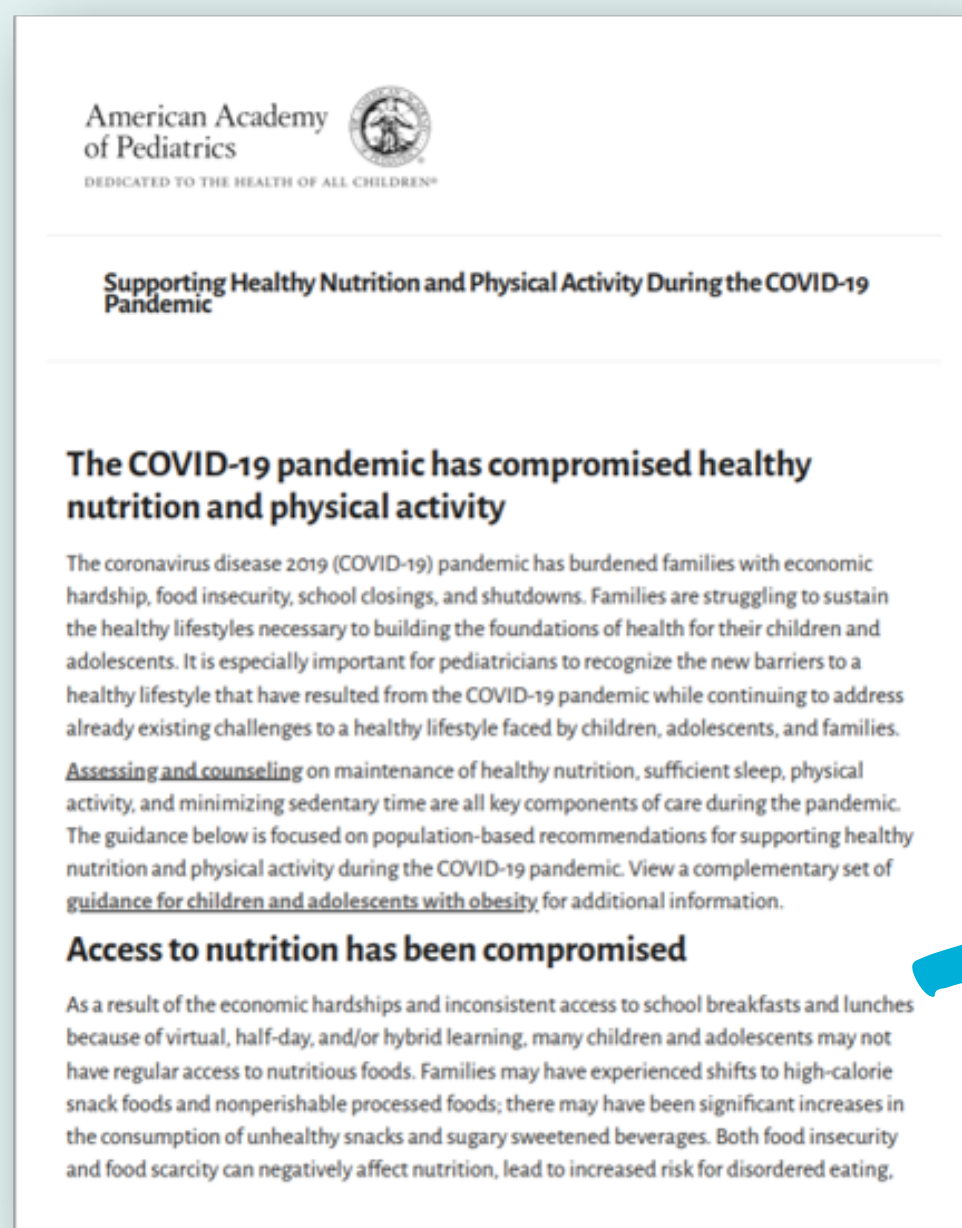 American Academy
of Pediatrics
DEDICATED TO THE HEALTH OF ALL CHILDREN®
Supporting Healthy Nutrition and Physical Activity During the COVID-19
Pandemic
The COVID-19 pandemic has compromised healthy
nutrition and physical activity
The coronavirus disease 2019 (COVID-19) pandemic has burdened families with economic
hardship, food insecurity, school closings, and shutdowns. Families are struggling to sustain
the healthy lifestyles necessary to building the foundations of health for their children and
adolescents. It is especially important for pediatricians to recognize the new barriers to a
healthy lifestyle that have resulted from the COVID-19 pandemic while continuing to address
already existing challenges to a healthy lifestyle faced by children, adolescents, and families.
Assessing and counseling on maintenance of healthy nutrition, sufficient sleep, physical
activity, and minimizing sedentary time are all key components of care during the pandemic.
The guidance below is focused on population-based recommendations for supporting healthy
nutrition and physical activity during the COVID-19 pandemic. View a complementary set of
guidance for children and adolescents with obesity for additional information.
Access to nutrition has been compromised
As a result of the economic hardships and inconsistent access to school breakfasts and lunches
because of virtual, half-day, and/or hybrid learning, many children and adolescents may not
have regular access to nutritious foods. Families may have experienced shifts to high-calorie
snack foods and nonperishable processed foods; there may have been significant increases in
the consumption of unhealthy snacks and sugary sweetened beverages. Both food insecurity
and food scarcity can negatively affect nutrition, lead to increased risk for disordered eating,